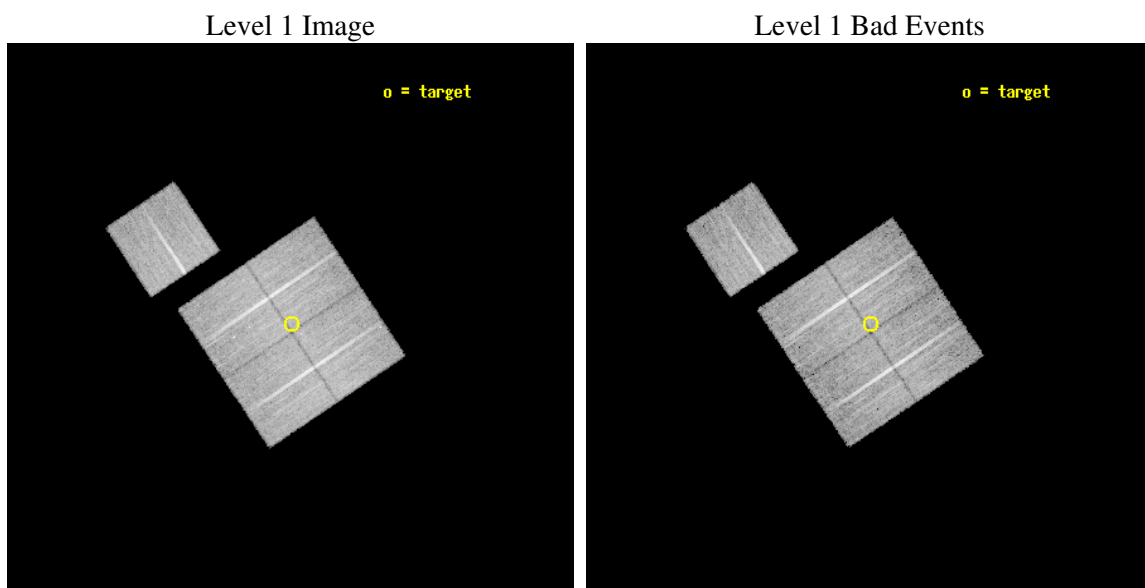 Level 1 Image
Level 1 Bad Events
o = target
o = target